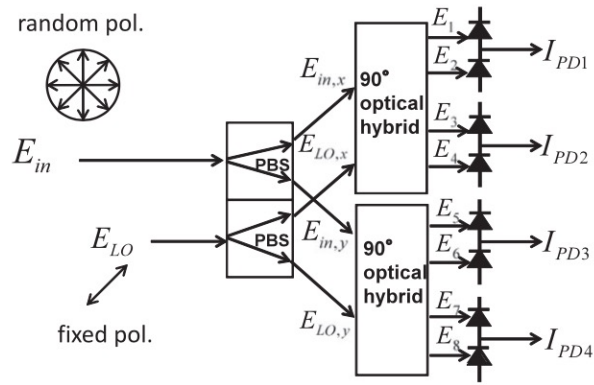 random pol.
E_in
E_LO
fixed pol.
PBS
PBS
E_in,x
E_LO,x
E_in,y
E_LO,y
90°
optical
hybrid
90°
optical
hybrid
E_1
E_2
E_3
E_4
E_5
E_6
E_7
E_8
I_PD1
I_PD2
I_PD3
I_PD4